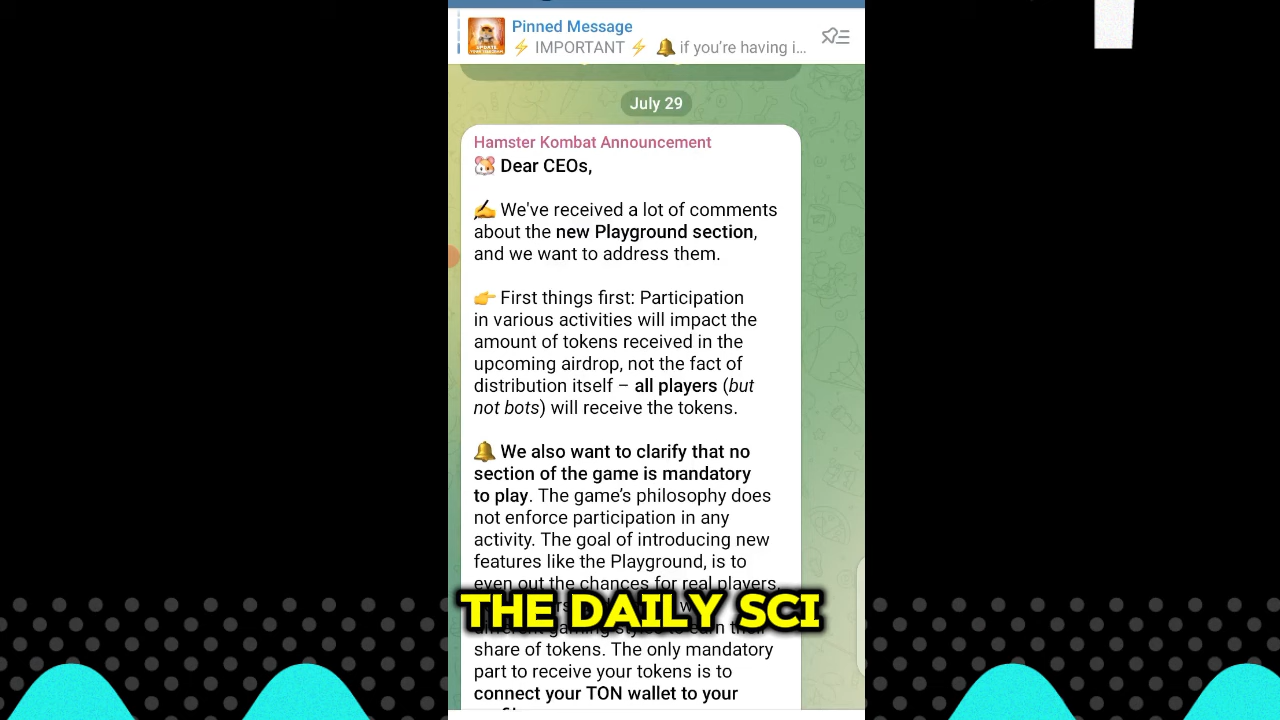 Pinned Message
⚡ IMPORTANT ⚡ 🔔 if you're having i...
July 29
Hamster Kombat Announcement
🐹 Dear CEOs,
✍️ We've received a lot of comments
about the new Playground section,
and we want to address them.
👉 First things first: Participation
in various activities will impact the
amount of tokens received in the
upcoming airdrop, not the fact of
distribution itself – all players (but
not bots) will receive the tokens.
🔔 We also want to clarify that no
section of the game is mandatory
to play. The game's philosophy does
not enforce participation in any
activity. The goal of introducing new
features like the Playground, is to
even out the chances for real players,
THE DAILY SCI
different gaming styles to earn their
share of tokens. The only mandatory
part to receive your tokens is to
connect your TON wallet to your